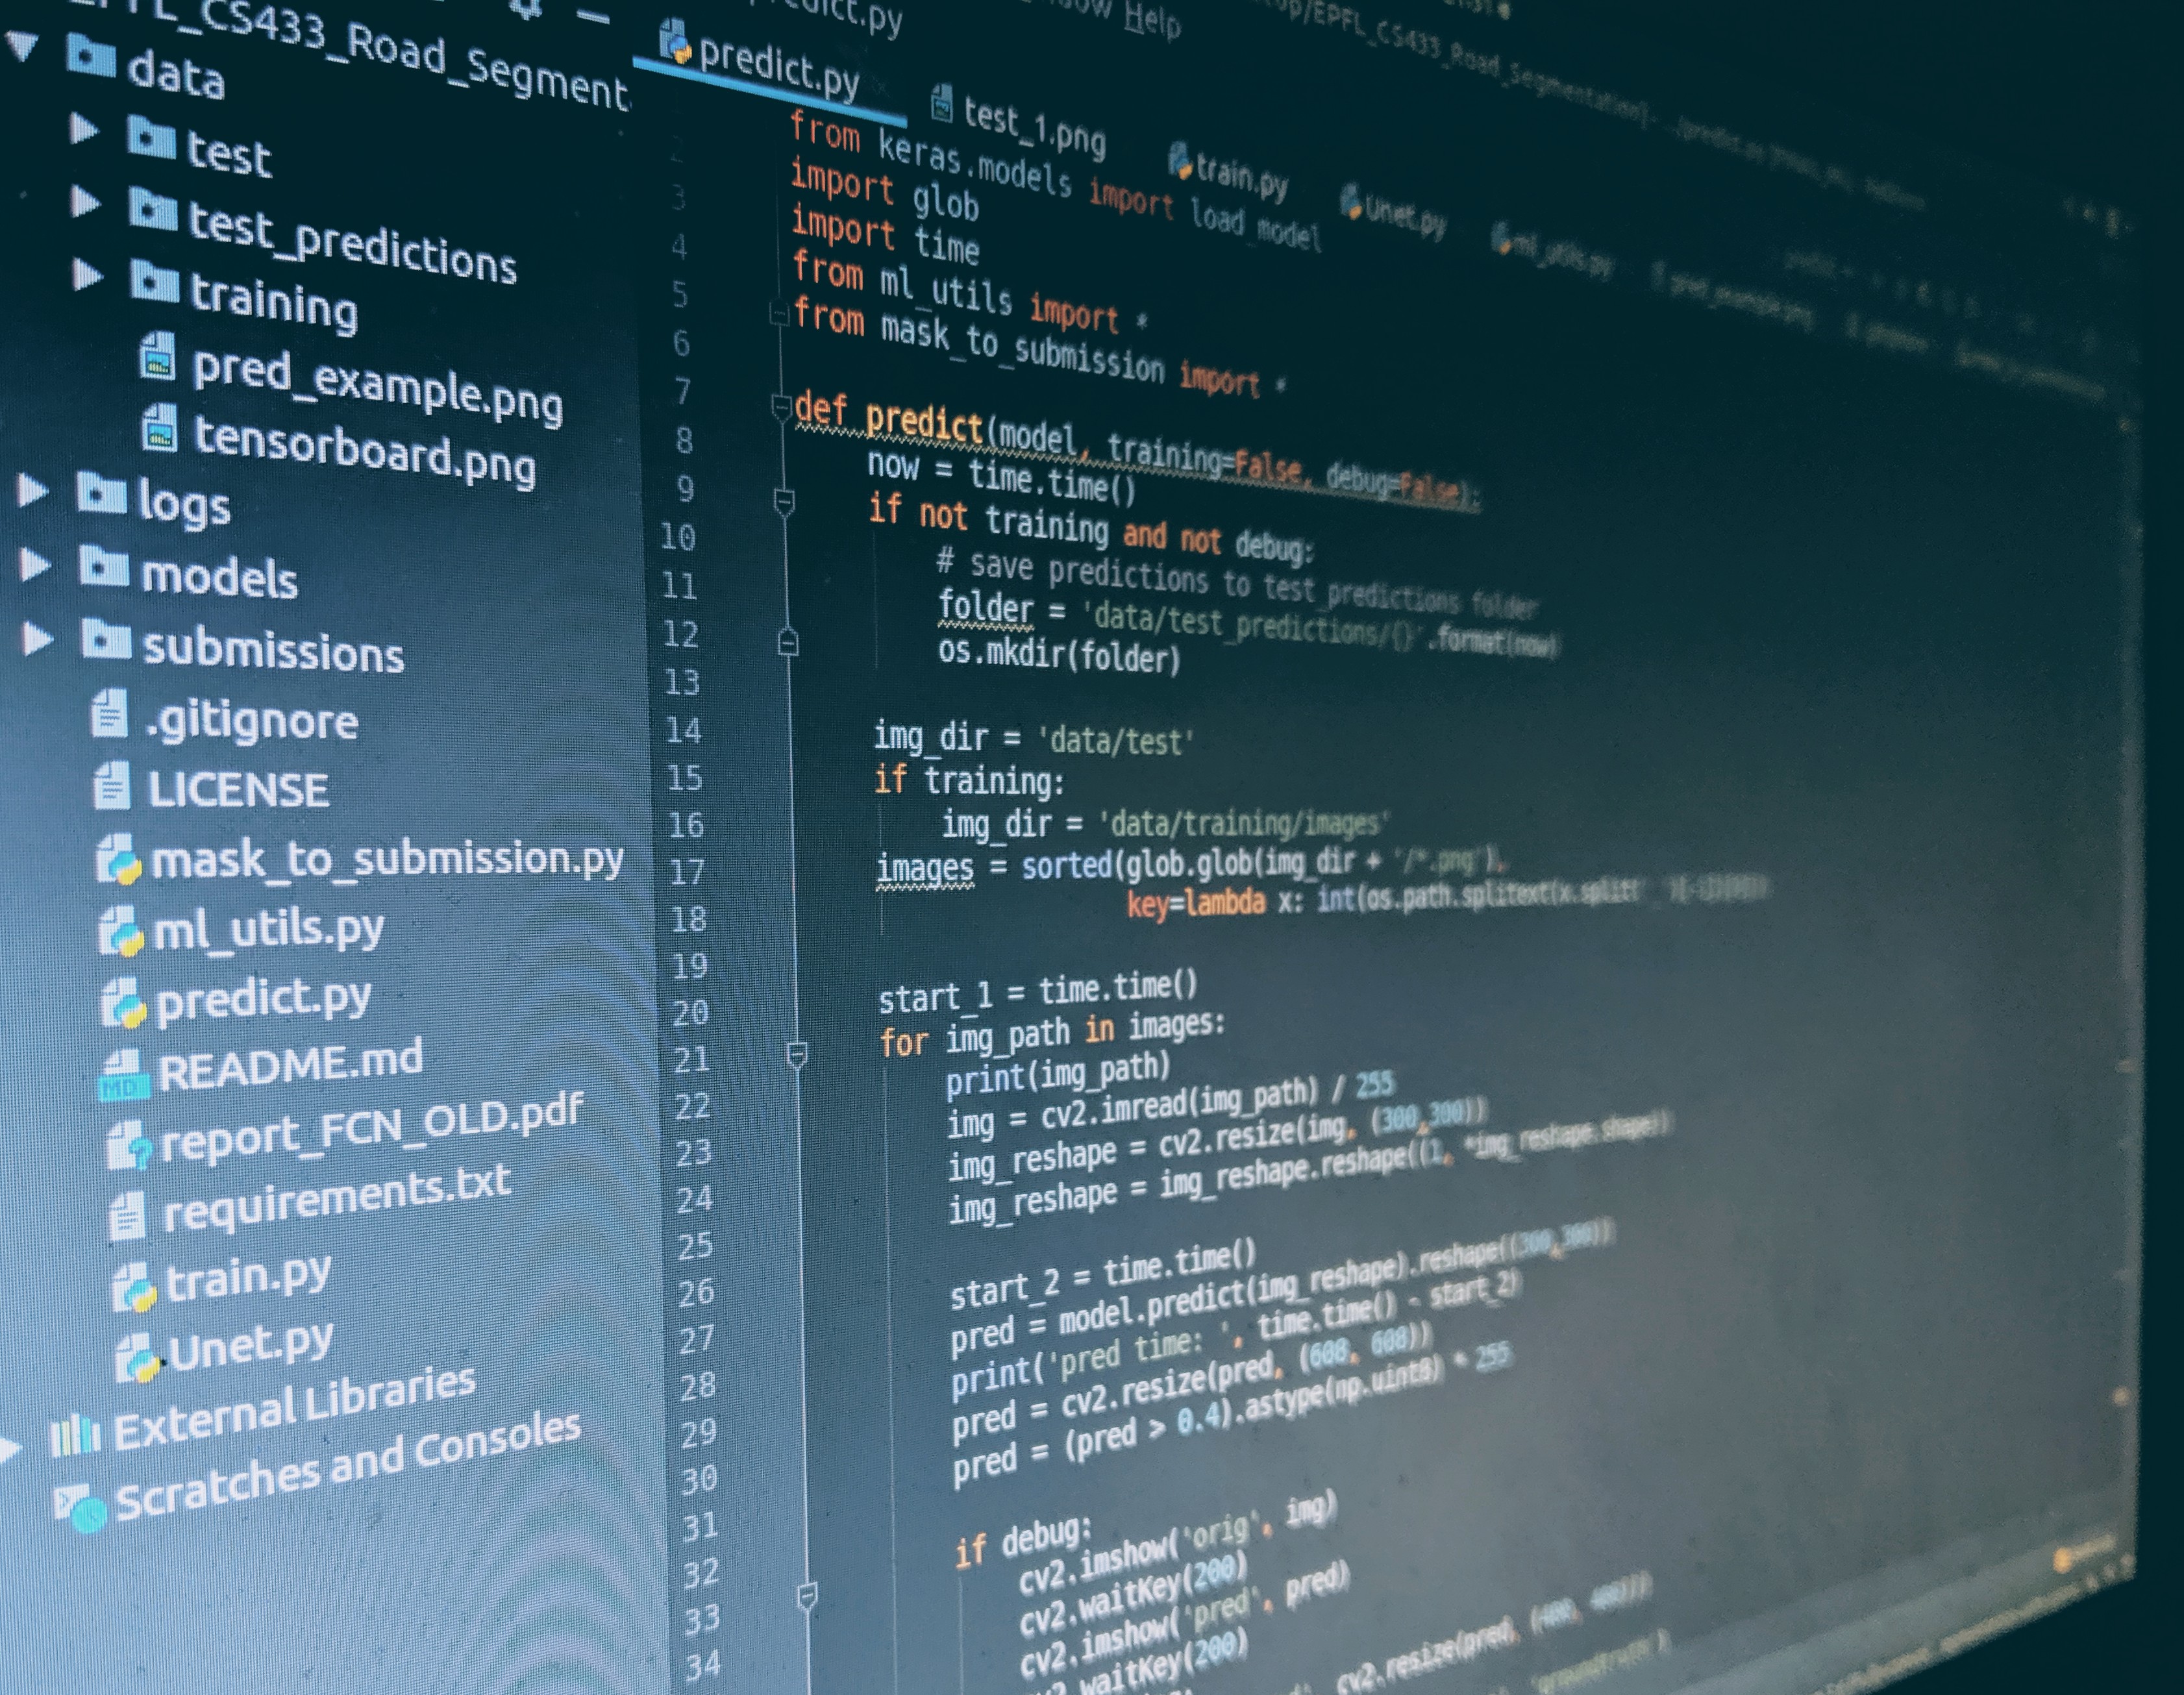 EPFL_CS433_Road_Segment
data
test
test_predictions
training
pred_example.png
tensorboard.png
logs
models
submissions
.gitignore
LICENSE
mask_to_submission.py
ml_utils.py
predict.py
README.md
MD
report_FCN_OLD.pdf
requirements.txt
train.py
Unet.py
External Libraries
Scratches and Consoles
Help
/EPFL_CS433_Road_Segmentation]
predict.py
predict.py
test_1.png
train.py
Unet.py
ml_utils.py
pred_example.png
from keras.models import load_model
2 import glob
3 import time
4 from ml_utils import *
5 from mask_to_submission import *
6
7
8 def predict(model, training=False, debug=False):
9 now = time.time()
10 if not training and not debug:
11 # save predictions to test_predictions folder
12 folder = 'data/test_predictions/{}'.format(now)
13 os.mkdir(folder)
14 img_dir = 'data/test'
15 if training:
16 img_dir = 'data/training/images'
17 images = sorted(glob.glob(img_dir + '/*.png'),
18 key=lambda x: int(os.path.splitext(x.split(
19
20 start_1 = time.time()
21 for img_path in images:
22 print(img_path)
23 img = cv2.imread(img_path) / 255
24 img_reshape = cv2.resize(img, (300,300))
25 img_reshape = img_reshape.reshape((1, *img_reshape.shape))
26 start_2 = time.time()
27 pred = model.predict(img_reshape).reshape((300,300))
28 print('pred time: ', time.time() - start_2)
29 pred = cv2.resize(pred, (608, 608))
30 pred = (pred > 0.4).astype(np.uint8) * 255
31
32 if debug:
33 cv2.imshow('orig', img)
34 cv2.waitKey(200)
cv2.imshow('pred', pred)
cv2.waitKey(200)
cv2.resize(pred, (400, 400)))
'groundtruth')